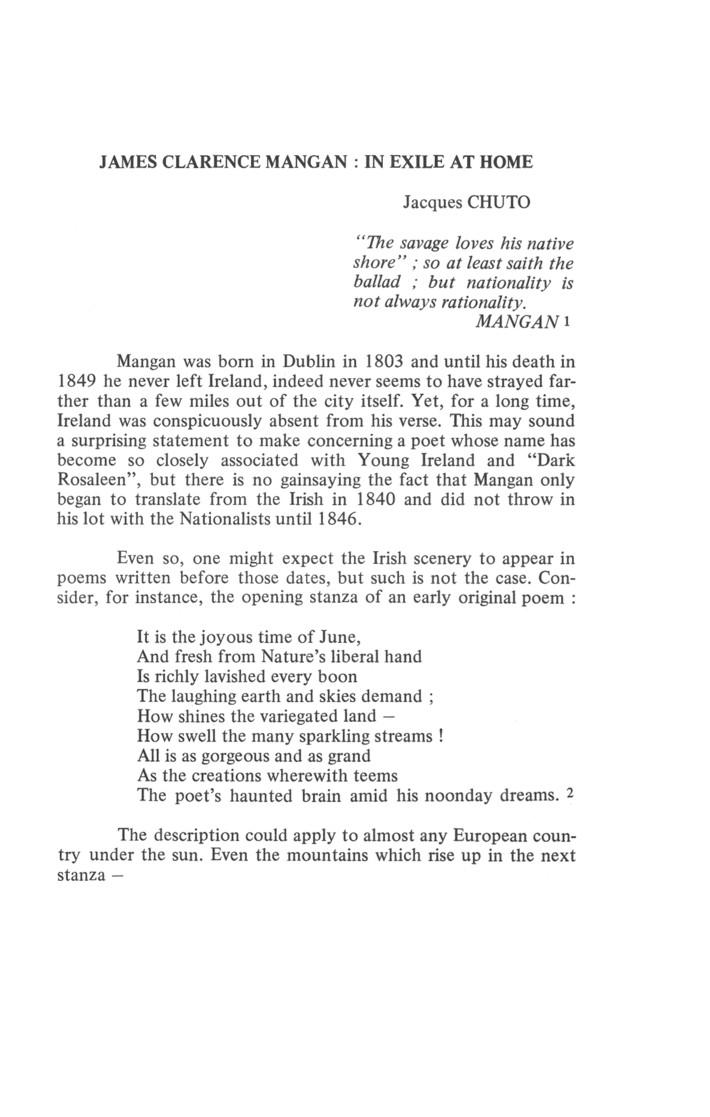 JAMES CLARENCE MANGAN : IN EXILE AT HOME
Jacques CHUTO
“The savage loves his native
shore” ; so at least saith the
ballad ; but nationality is
not always rationality.
MANGAN 1
Mangan was born in Dublin in 1803 and until his death in
1849 he never left Ireland, indeed never seems to have strayed far-
ther than a few miles out of the city itself. Yet, for a long time,
Ireland was conspicuously absent from his verse. This may sound
a surprising statement to make concerning a poet whose name has
become so closely associated with Young Ireland and “Dark
Rosaleen”, but there is no gainsaying the fact that Mangan only
began to translate from the Irish in 1840 and did not throw in
his lot with the Nationalists until 1846.
Even so, one might expect the Irish scenery to appear in
poems written before those dates, but such is not the case. Con-
sider, for instance, the opening stanza of an early original poem :
It is the joyous time of June,
And fresh from Nature’s liberal hand
Is richly lavished every boon
The laughing earth and skies demand ;
How shines the variegated land —
How swell the many sparkling streams !
All is as gorgeous and as grand
As the creations wherewith teems
The poet’s haunted brain amid his noonday dreams. 2
The description could apply to almost any European coun-
try under the sun. Even the mountains which rise up in the next
stanza —